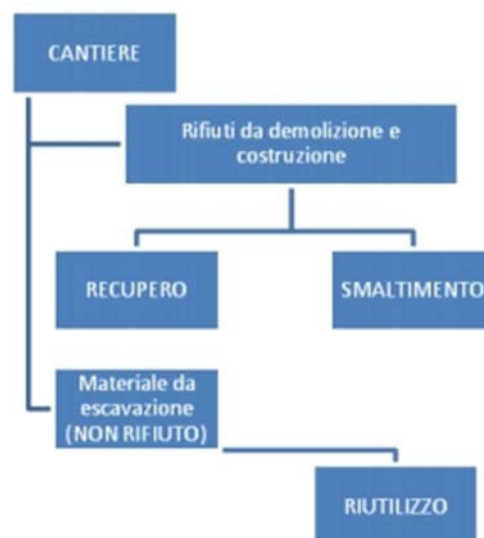 CANTIERE
Rifiuti da demolizione e
costruzione
RECUPERO
SMALTIMENTO
Materiale da
escavazione
(NON RIFIUTO)
RIUTILIZZO